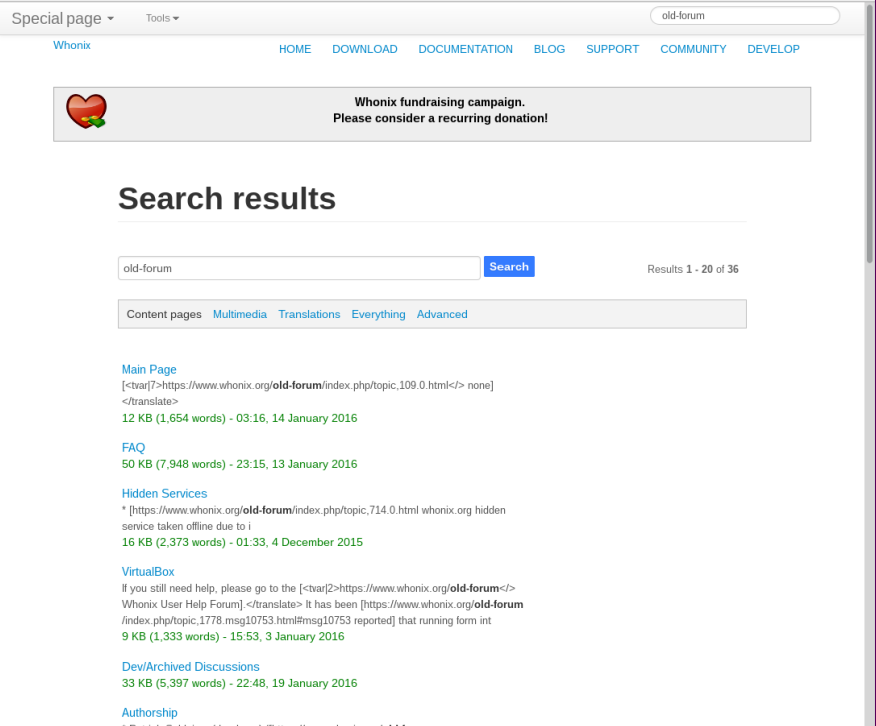 Special page Tools old-forum
Whonix HOME DOWNLOAD DOCUMENTATION BLOG SUPPORT COMMUNITY DEVELOP
Whonix fundraising campaign.
Please consider a recurring donation!
Search results
old-forum Search Results 1 - 20 of 36
Content pages Multimedia Translations Everything Advanced
Main Page
[<tvar|7>https://www.whonix.org/old-forum/index.php/topic,109.0.html</> none]
</translate>
12 KB (1,654 words) - 03:16, 14 January 2016
FAQ
50 KB (7,948 words) - 23:15, 13 January 2016
Hidden Services
* [https://www.whonix.org/old-forum/index.php/topic,714.0.html whonix.org hidden
service taken offline due to i
16 KB (2,373 words) - 01:33, 4 December 2015
VirtualBox
If you still need help, please go to the [<tvar|2>https://www.whonix.org/old-forum</>
Whonix User Help Forum].</translate> It has been [https://www.whonix.org/old-forum
/index.php/topic,1778.msg10753.html#msg10753 reported] that running form int
9 KB (1,333 words) - 15:53, 3 January 2016
Dev/Archived Discussions
33 KB (5,397 words) - 22:48, 19 January 2016
Authorship